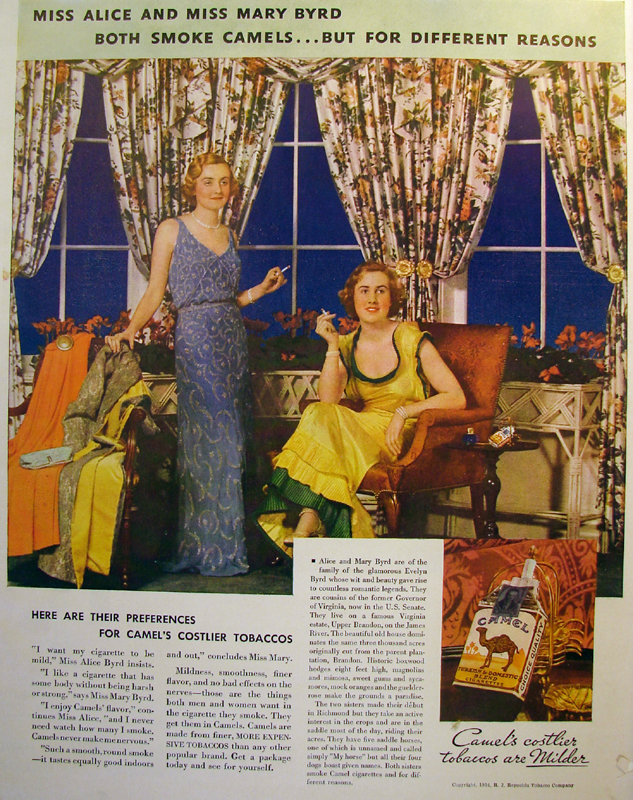 MISS ALICE AND MISS MARY BYRD
BOTH SMOKE CAMELS...BUT FOR DIFFERENT REASONS
HERE ARE THEIR PREFERENCES
FOR CAMEL'S COSTLIER TOBACCOS
"I want my cigarette to be
mild," Miss Alice Byrd insists.
"I like a cigarette that has
some body without being harsh
or strong," says Miss Mary Byrd.
"I enjoy Camels' flavor," con-
tinues Miss Alice, "and I never
need watch how many I smoke.
Camels never make me nervous."
"Such a smooth, round smoke
—it tastes equally good indoors
and out," concludes Miss Mary.
Mildness, smoothness, finer
flavor, and no bad effects on the
nerves—those are the things
both men and women want in
the cigarette they smoke. They
get them in Camels. Camels are
made from finer, MORE EXPEN-
SIVE TOBACCOS than any other
popular brand. Get a package
today and see for yourself.
■ Alice and Mary Byrd are of the
family of the glamorous Evelyn
Byrd whose wit and beauty gave rise
to countless romantic legends. They
are cousins of the former Governor
of Virginia, now in the U.S. Senate.
They live on a famous Virginia
estate, Upper Brandon, on the James
River. The beautiful old house domi-
nates the same three thousand acres
originally cut from the parent plan-
tation, Brandon. Historic boxwood
hedges eight feet high, magnolias
and mimosa, sweet gums and syca-
mores, mock oranges and the guelder-
rose make the grounds a paradise.
The two sisters made their début
in Richmond but they take an active
interest in the crops and are in the
saddle most of the day, riding their
acres. They have five saddle horses,
one of which is unnamed and called
simply "My horse" but all their four
dogs boast given names. Both sisters
smoke Camel cigarettes and for dif-
ferent reasons.
CAMEL
TURKISH & DOMESTIC
BLEND
CIGARETTES
CHOICE QUALITY
Camel's costlier
tobaccos are Milder
Copyright, 1934, R. J. Reynolds Tobacco Company